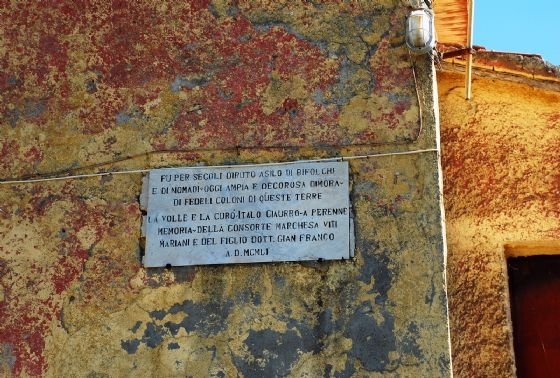 FU PER SECOLI DIRUTO ASILO DI BIFOLCHI
E DI NOMADI-OGGI AMPIA E DECOROSA DIMORA-
DI FEDELI COLONI DI QUESTE TERRE
LA VOLLE E LA CURÒ-ITALO CIAURRO-A PERENNE
MEMORIA-DELLA CONSORTE MARCHESA VITI
MARIANI E DEL FIGLIO DOTT. GIAN FRANCO
A.D. MCMLI